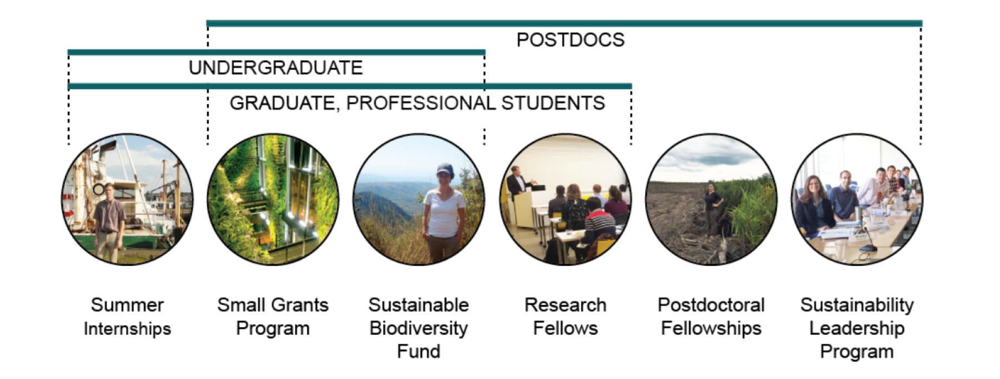 POSTDOCS
UNDERGRADUATE
GRADUATE, PROFESSIONAL STUDENTS
Summer
Internships
Small Grants
Program
Sustainable
Biodiversity
Fund
Research
Fellows
Postdoctoral
Fellowships
Sustainability
Leadership
Program